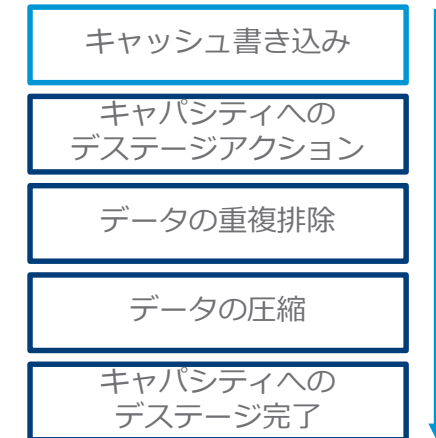 キャッシュ書き込み
キャパシティへの
デステージアクション
データの重複排除
データの圧縮
キャパシティへの
デステージ完了